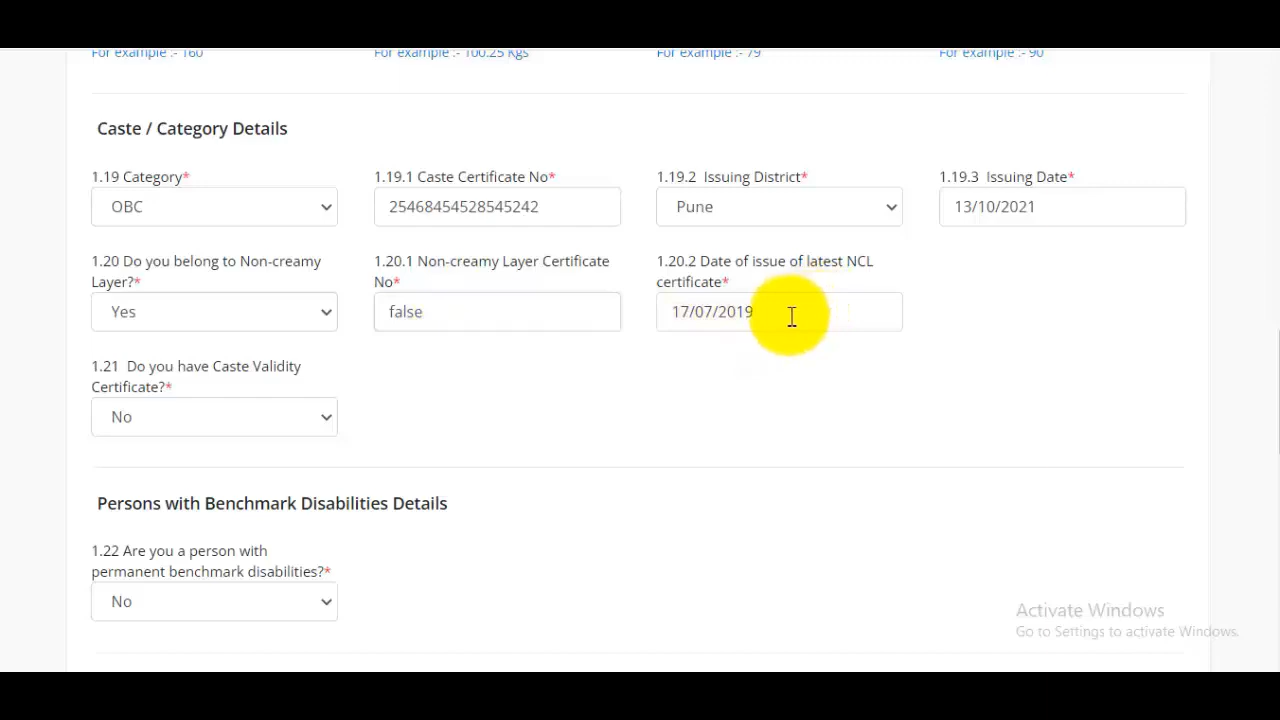 For example :- 160
For example :- 100.25 Kgs
For example :- 79
For example :- 90
Caste / Category Details
1.19 Category*
1.19.1 Caste Certificate No*
1.19.2 Issuing District*
1.19.3 Issuing Date*
OBC
25468454528545242
Pune
13/10/2021
1.20 Do you belong to Non-creamy
Layer?*
1.20.1 Non-creamy Layer Certificate
No*
1.20.2 Date of issue of latest NCL
certificate*
Yes
false
17/07/2019
1.21 Do you have Caste Validity
Certificate?*
No
Persons with Benchmark Disabilities Details
1.22 Are you a person with
permanent benchmark disabilities?*
No
Activate Windows
Go to Settings to activate Windows.